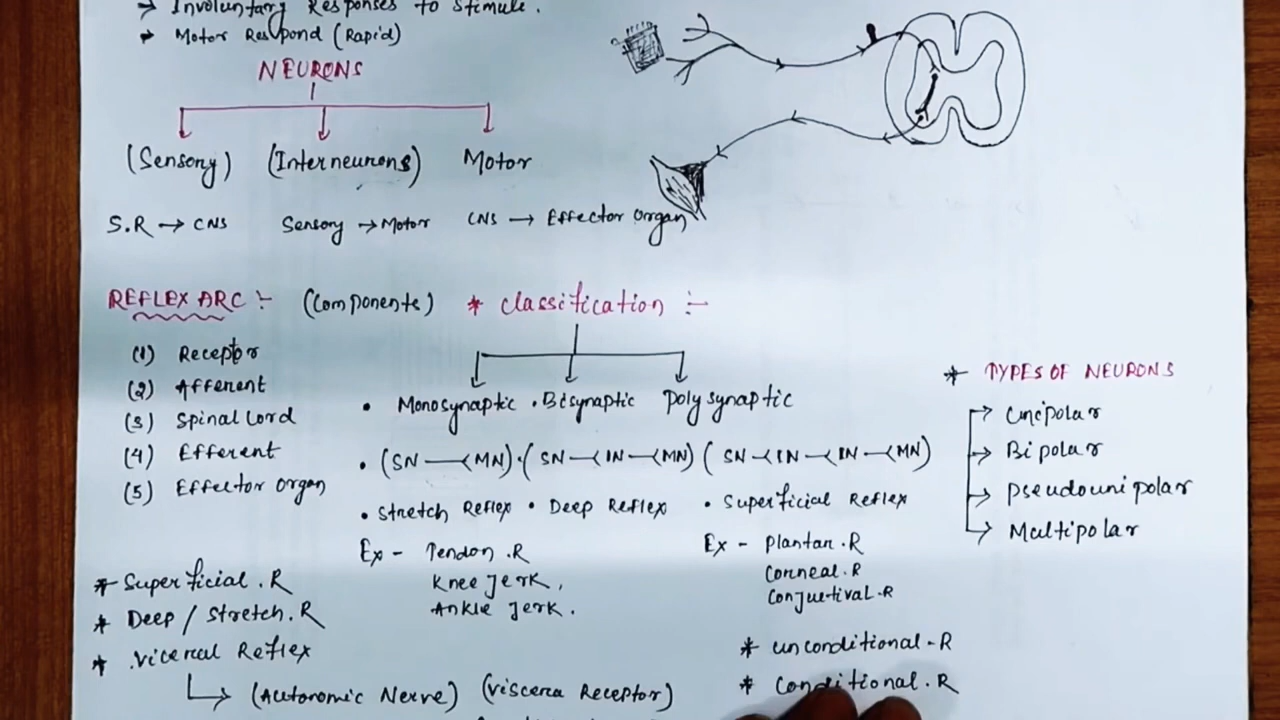 → Involuntary Responses to Stimule.
→ Motor Respond (Rapid)
NEURONS
(Sensory) (Interneurons) Motor
S.R → CNS Sensory → Motor CNS → Effector organ
REFLEX ARC :- (Components) * Classification :-
(1) Receptor
(2) Afferent
(3) Spinal Cord
(4) Efferent
(5) Effector organ
• Monosynaptic • Bisynaptic Polysynaptic
• (SN —< MN) • (SN —< IN —< MN) (SN —< IN —< IN —< MN)
• Stretch Reflex • Deep Reflex • Superficial Reflex
Ex - Tendon .R
Knee Jerk,
Ankle Jerk.
Ex - Plantar .R
Corneal .R
Conjuctival .R
* TYPES OF NEURONS
→ Unipolar
→ Bipolar
→ Pseudounipolar
→ Multipolar
* Superficial .R
* Deep / Stretch .R
* Viceral Reflex
→ (Autonomic Nerve) (viscera Receptor)
* unconditional - R
* Conditional .R